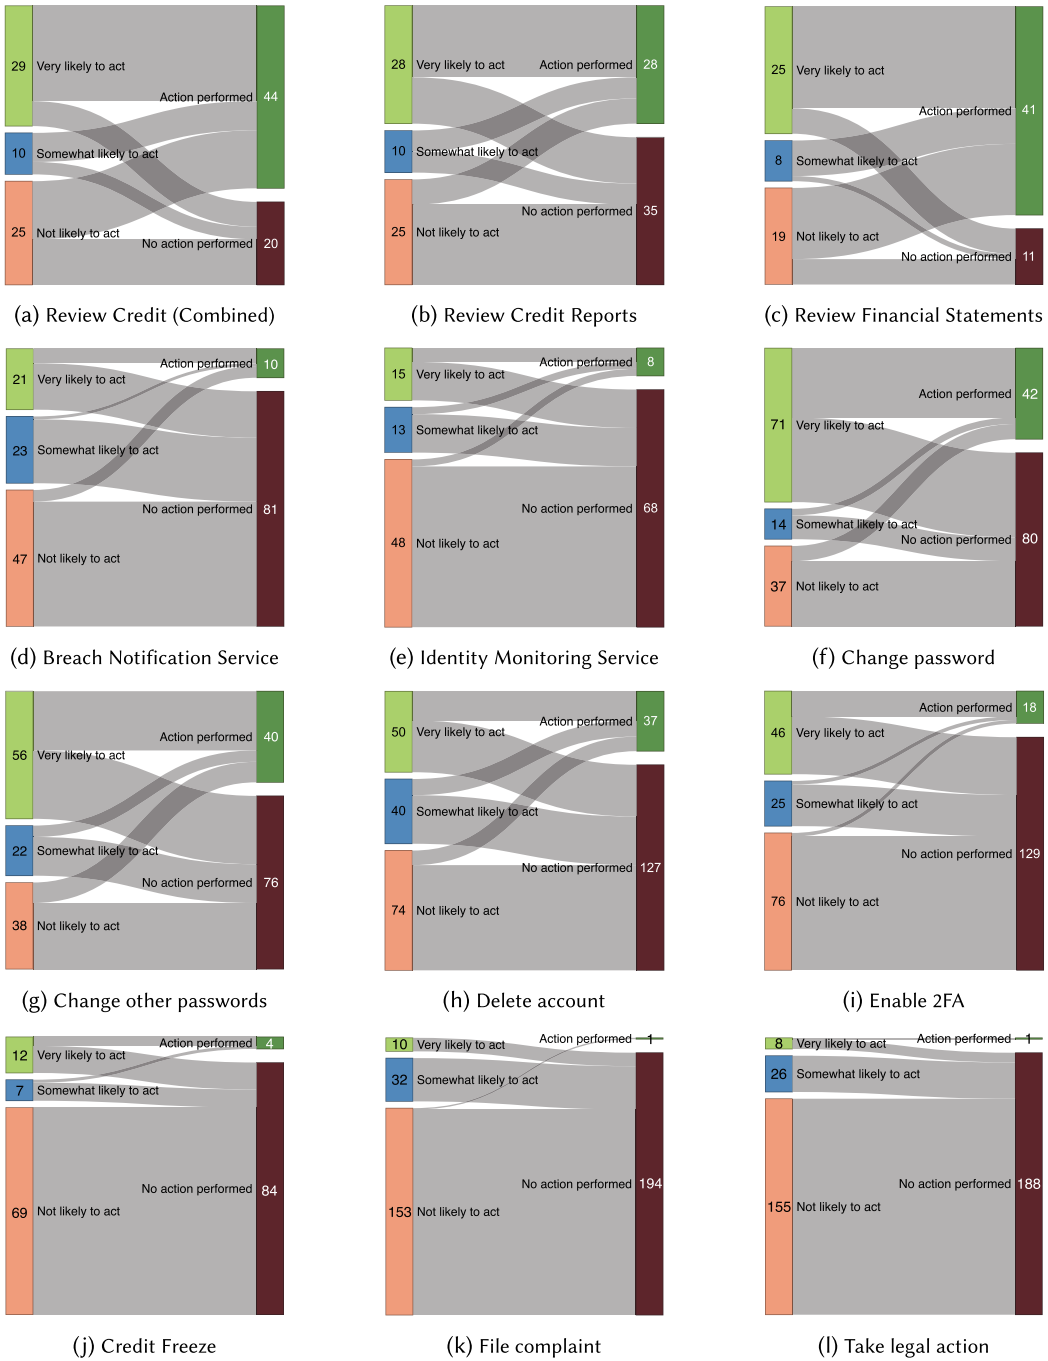 29 Very likely to act
Action performed 44
10 Somewhat likely to act
25 Not likely to act
No action performed 20
(a) Review Credit (Combined)
28 Very likely to act Action performed 28
10 Somewhat likely to act
No action performed 35
25 Not likely to act
(b) Review Credit Reports
25 Very likely to act
Action performed 41
8 Somewhat likely to act
19 Not likely to act
No action performed 11
(c) Review Financial Statements
Action performed 10
21 Very likely to act
23 Somewhat likely to act
No action performed 81
47 Not likely to act
(d) Breach Notification Service
Action performed 8
15 Very likely to act
13 Somewhat likely to act
No action performed 68
48 Not likely to act
(e) Identity Monitoring Service
Action performed 42
71 Very likely to act
14 Somewhat likely to act
No action performed 80
37 Not likely to act
(f) Change password
Action performed 40
56 Very likely to act
22 Somewhat likely to act
No action performed 76
38 Not likely to act
(g) Change other passwords
Action performed 37
50 Very likely to act
40 Somewhat likely to act
No action performed 127
74 Not likely to act
(h) Delete account
Action performed 18
46 Very likely to act
25 Somewhat likely to act
No action performed 129
76 Not likely to act
(i) Enable 2FA
Action performed 4
12 Very likely to act
7 Somewhat likely to act
No action performed 84
69 Not likely to act
(j) Credit Freeze
Action performed 1
10 Very likely to act
32 Somewhat likely to act
No action performed 194
153 Not likely to act
(k) File complaint
Action performed 1
8 Very likely to act
26 Somewhat likely to act
No action performed 188
155 Not likely to act
(l) Take legal action